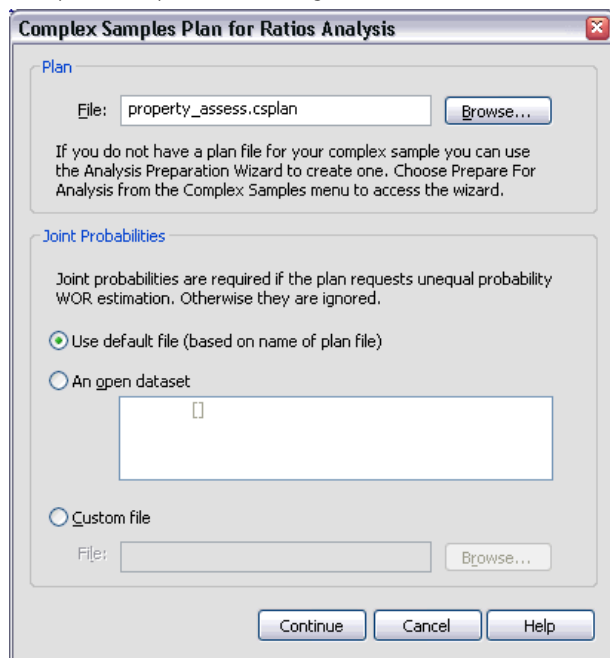 Complex Samples Plan for Ratios Analysis
Plan
File: property_assess.csplan Browse...
If you do not have a plan file for your complex sample you can use
the Analysis Preparation Wizard to create one. Choose Prepare For
Analysis from the Complex Samples menu to access the wizard.
Joint Probabilities
Joint probabilities are required if the plan requests unequal probability
WOR estimation. Otherwise they are ignored.
Use default file (based on name of plan file)
An open dataset
[]
Custom file
File: Browse...
Continue Cancel Help